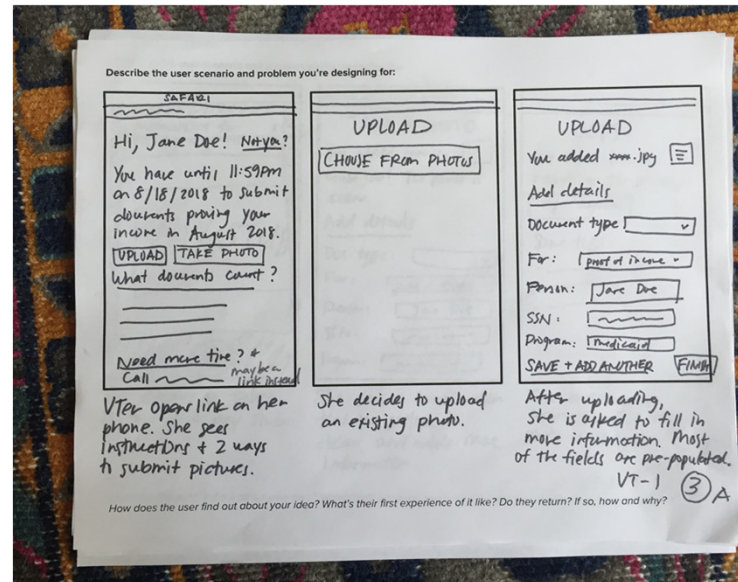 Describe the user scenario and problem you're designing for:
SAFARI
Hi, Jane Doe! Not you?
You have until 11:59pm
on 8/18/2018 to submit
douments proving your
income in August 2018.
UPLOAD TAKE PHOTO
What douments count?
Need more time? *
Call
maybe a
link instead
VTer opens link on her
phone. She sees
instructions + 2 ways
to submit pictures.
UPLOAD
CHOOSE FROM PHOTOS
She decides to upload
an existing photo.
UPLOAD
You added .jpg
Add details
Document type
For: proof of income
Person: Jane Doe
SSN:
Program: medicaid
SAVE + ADD ANOTHER FINISH
After uploading,
she is asked to fill in
more information. Most
of the fields are pre-populated.
VT-1
3 A
How does the user find out about your idea? What's their first experience of it like? Do they return? If so, how and why?